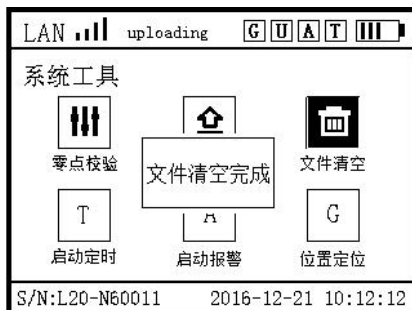 LAN uploading G U A T
系统工具
零点校验 文件清空
文件清空完成
T A G
启动定时 启动报警 位置定位
S/N:L20-N60011 2016-12-21 10:12:12